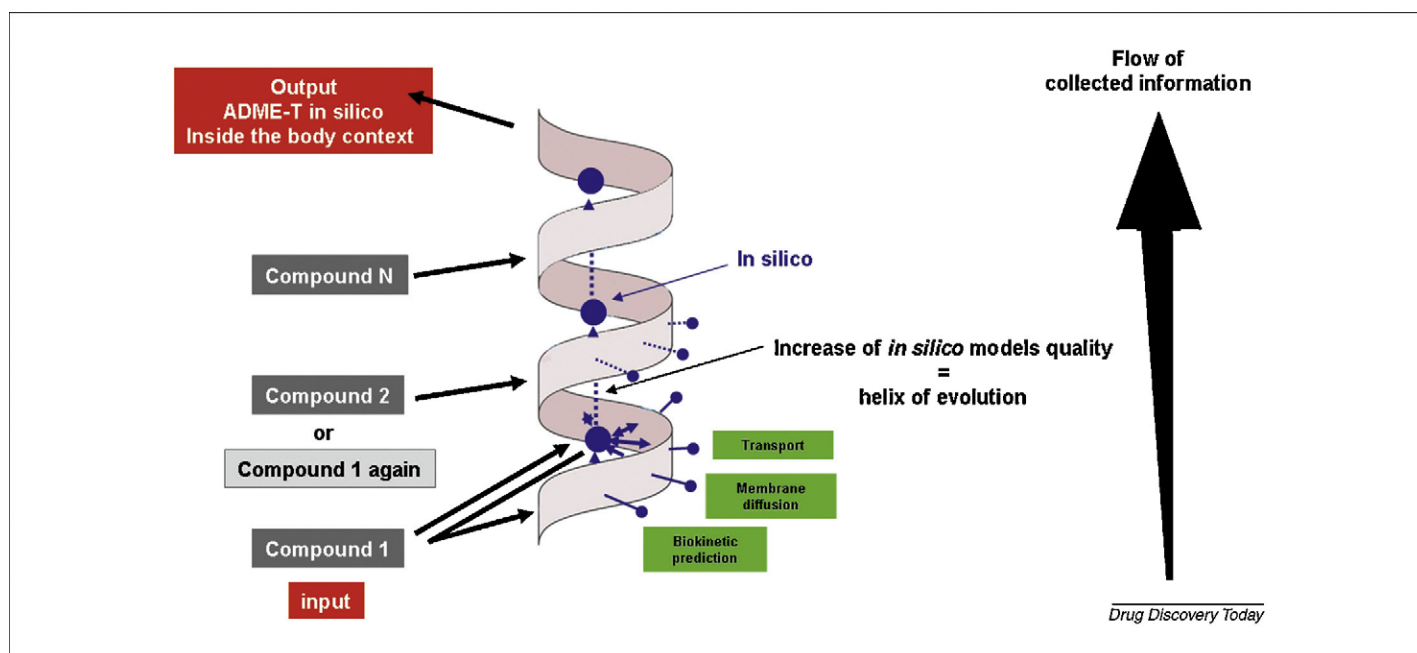 Output
ADME-T in silico
Inside the body context
Flow of
collected information
Compound N
In silico
Increase of in silico models quality
=
helix of evolution
Compound 2
or
Compound 1 again
Transport
Membrane
diffusion
Biokinetic
prediction
Compound 1
input
Drug Discovery Today